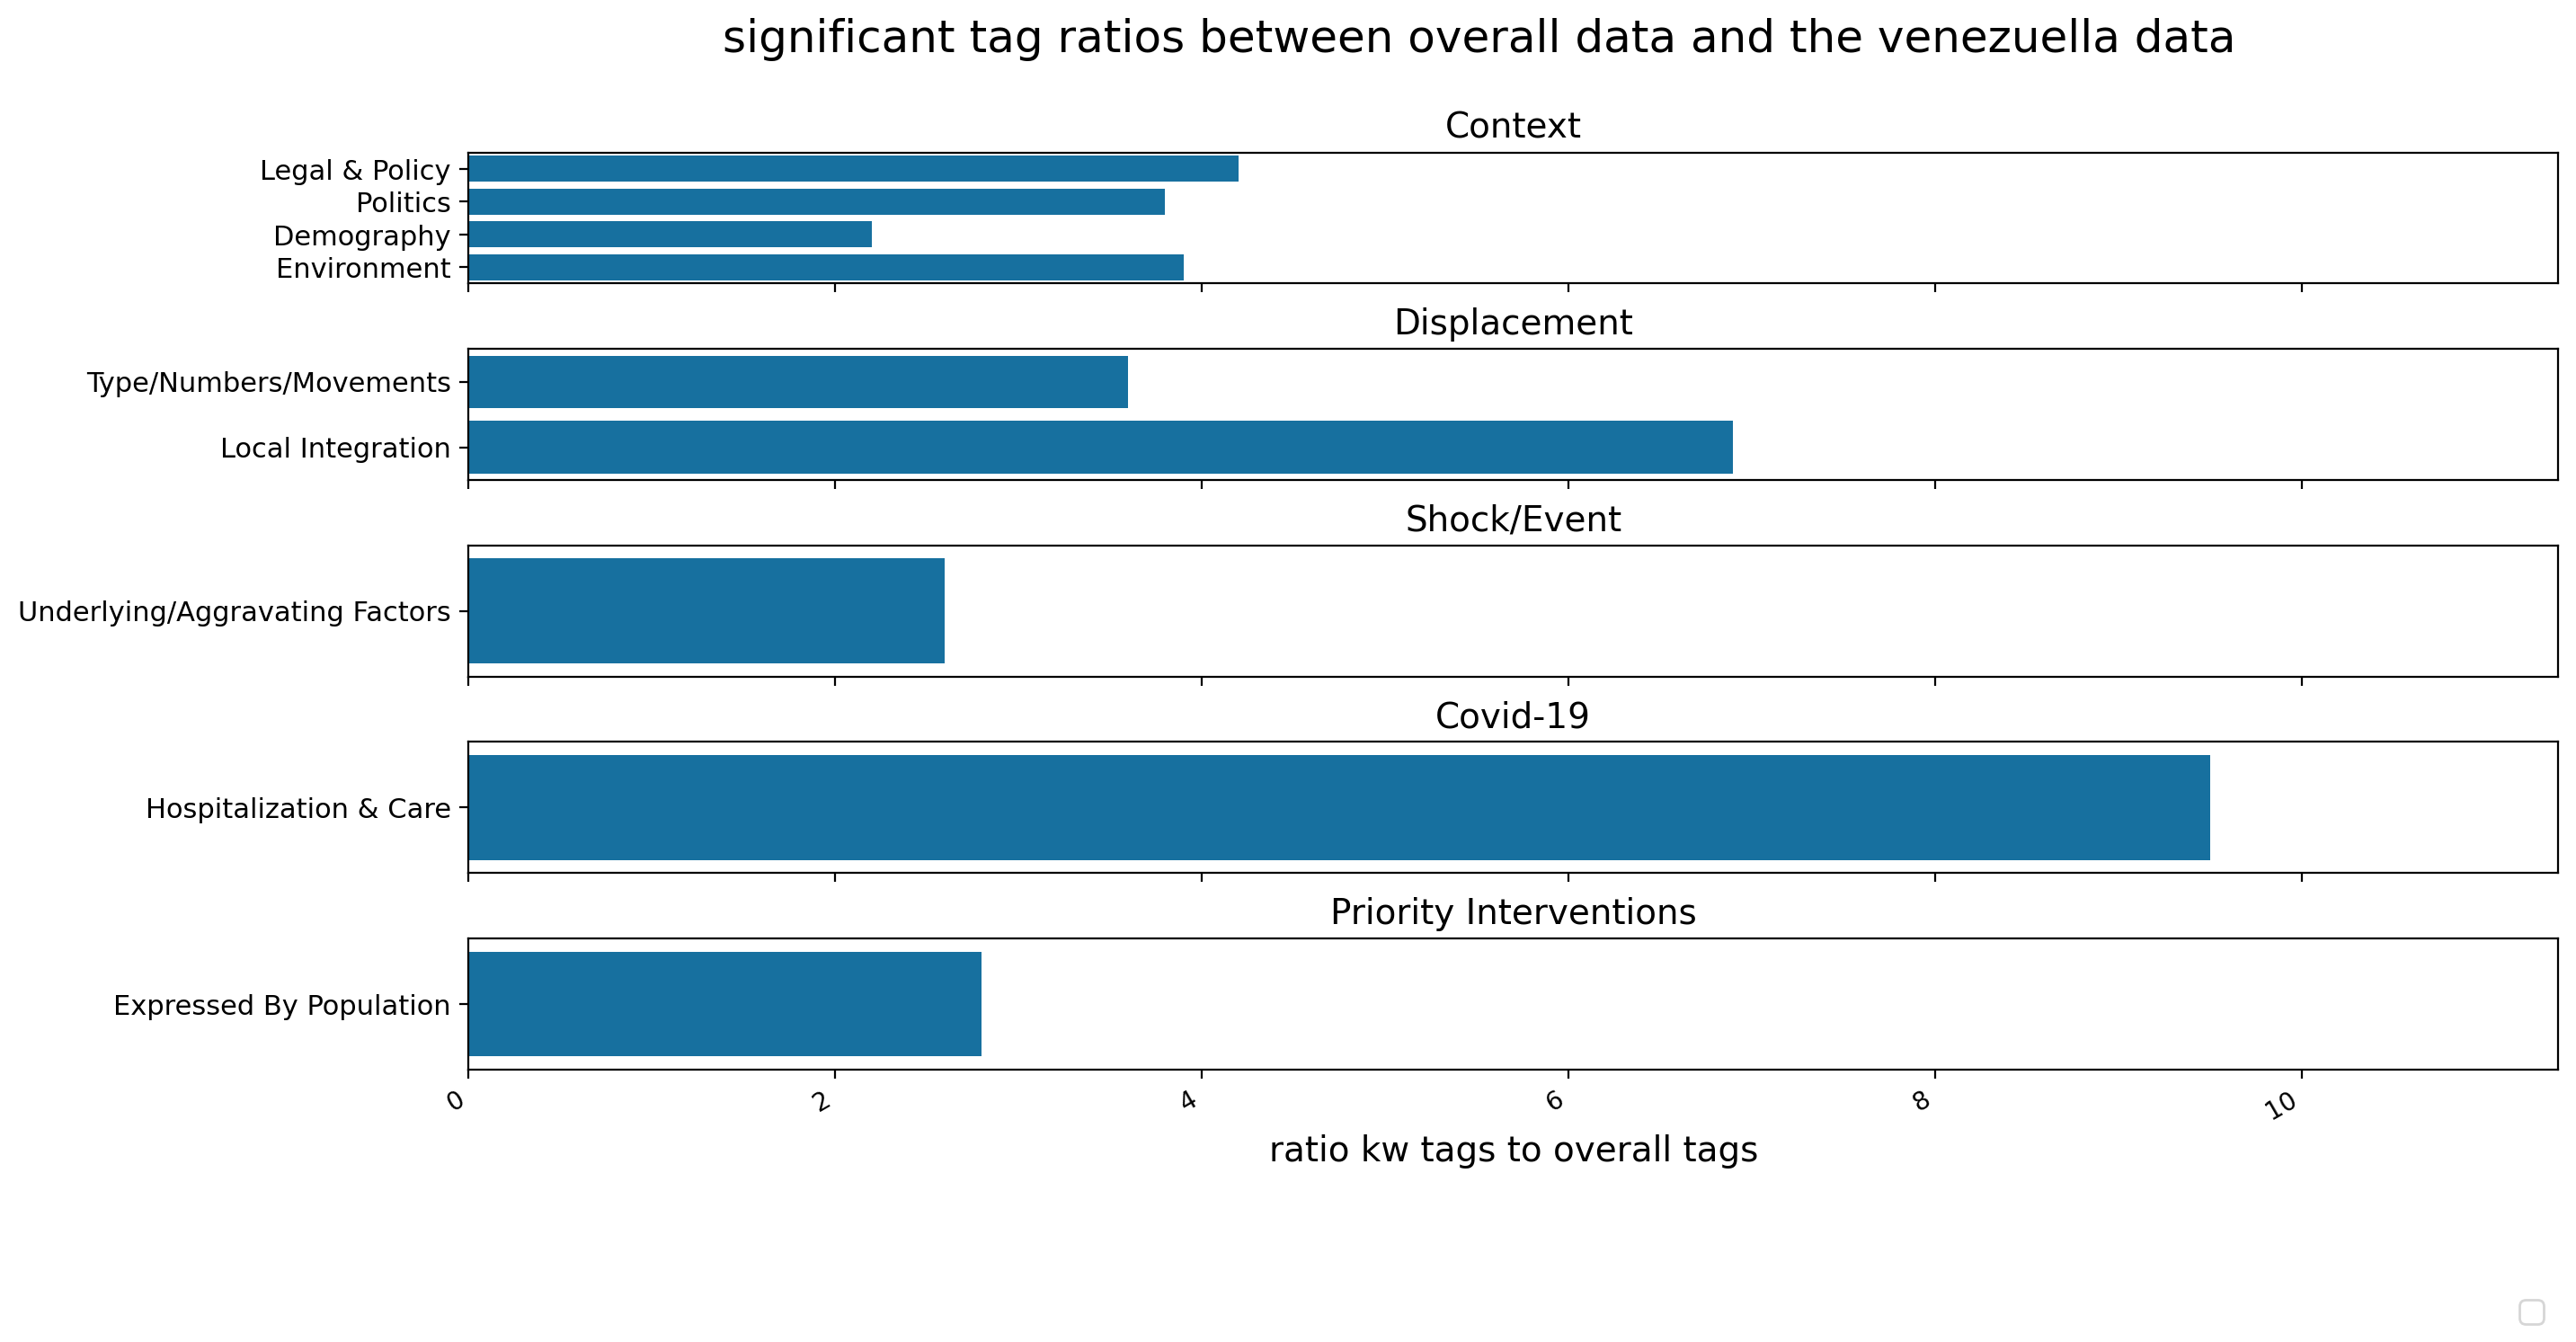 significant tag ratios between overall data and the venezuella data
Context
Legal & Policy
Politics
Demography
Environment
Displacement
Type/Numbers/Movements
Local Integration
Shock/Event
Underlying/Aggravating Factors
Covid-19
Hospitalization & Care
Priority Interventions
Expressed By Population
0 2 4 6 8 10
ratio kw tags to overall tags